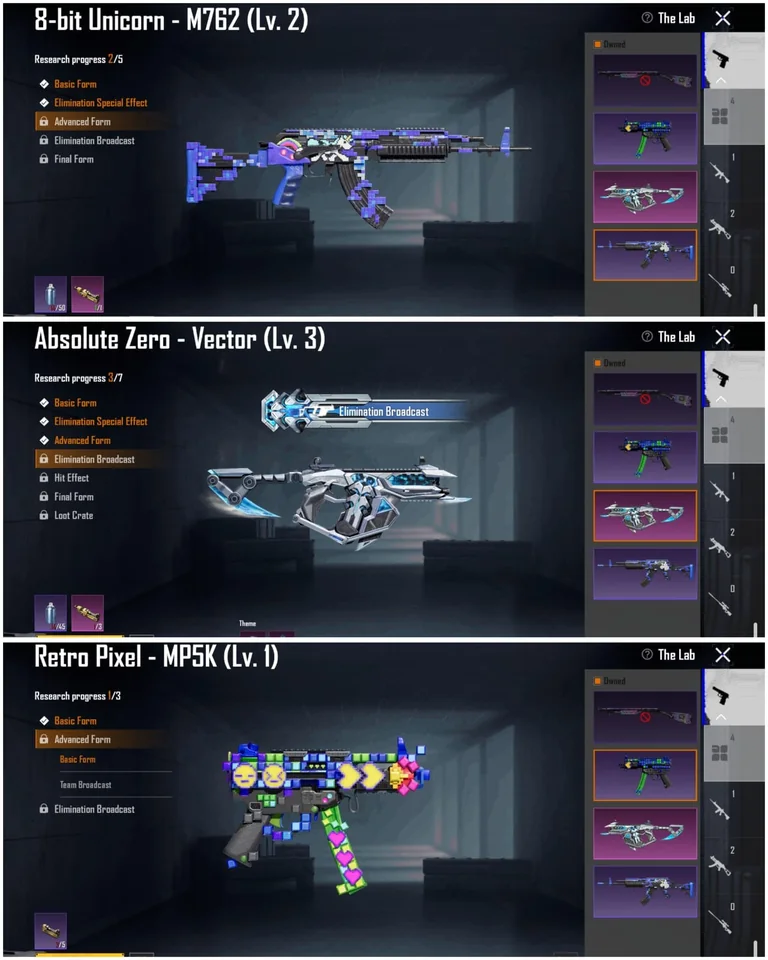 8-bit Unicorn - M762 (Lv. 2)
The Lab
Research progress 2/5
Owned
Basic Form
Elimination Special Effect
Advanced Form
Elimination Broadcast
Final Form
4
1
2
0
/50
/1
Absolute Zero - Vector (Lv. 3)
The Lab
Research progress 3/7
Owned
Basic Form
Elimination Special Effect
Advanced Form
Elimination Broadcast
Hit Effect
Final Form
Loot Crate
Elimination Broadcast
4
1
2
0
/45
/3
Theme
Retro Pixel - MP5K (Lv. 1)
The Lab
Research progress 1/3
Owned
Basic Form
Advanced Form
Basic Form
Team Broadcast
Elimination Broadcast
4
1
2
0
/5